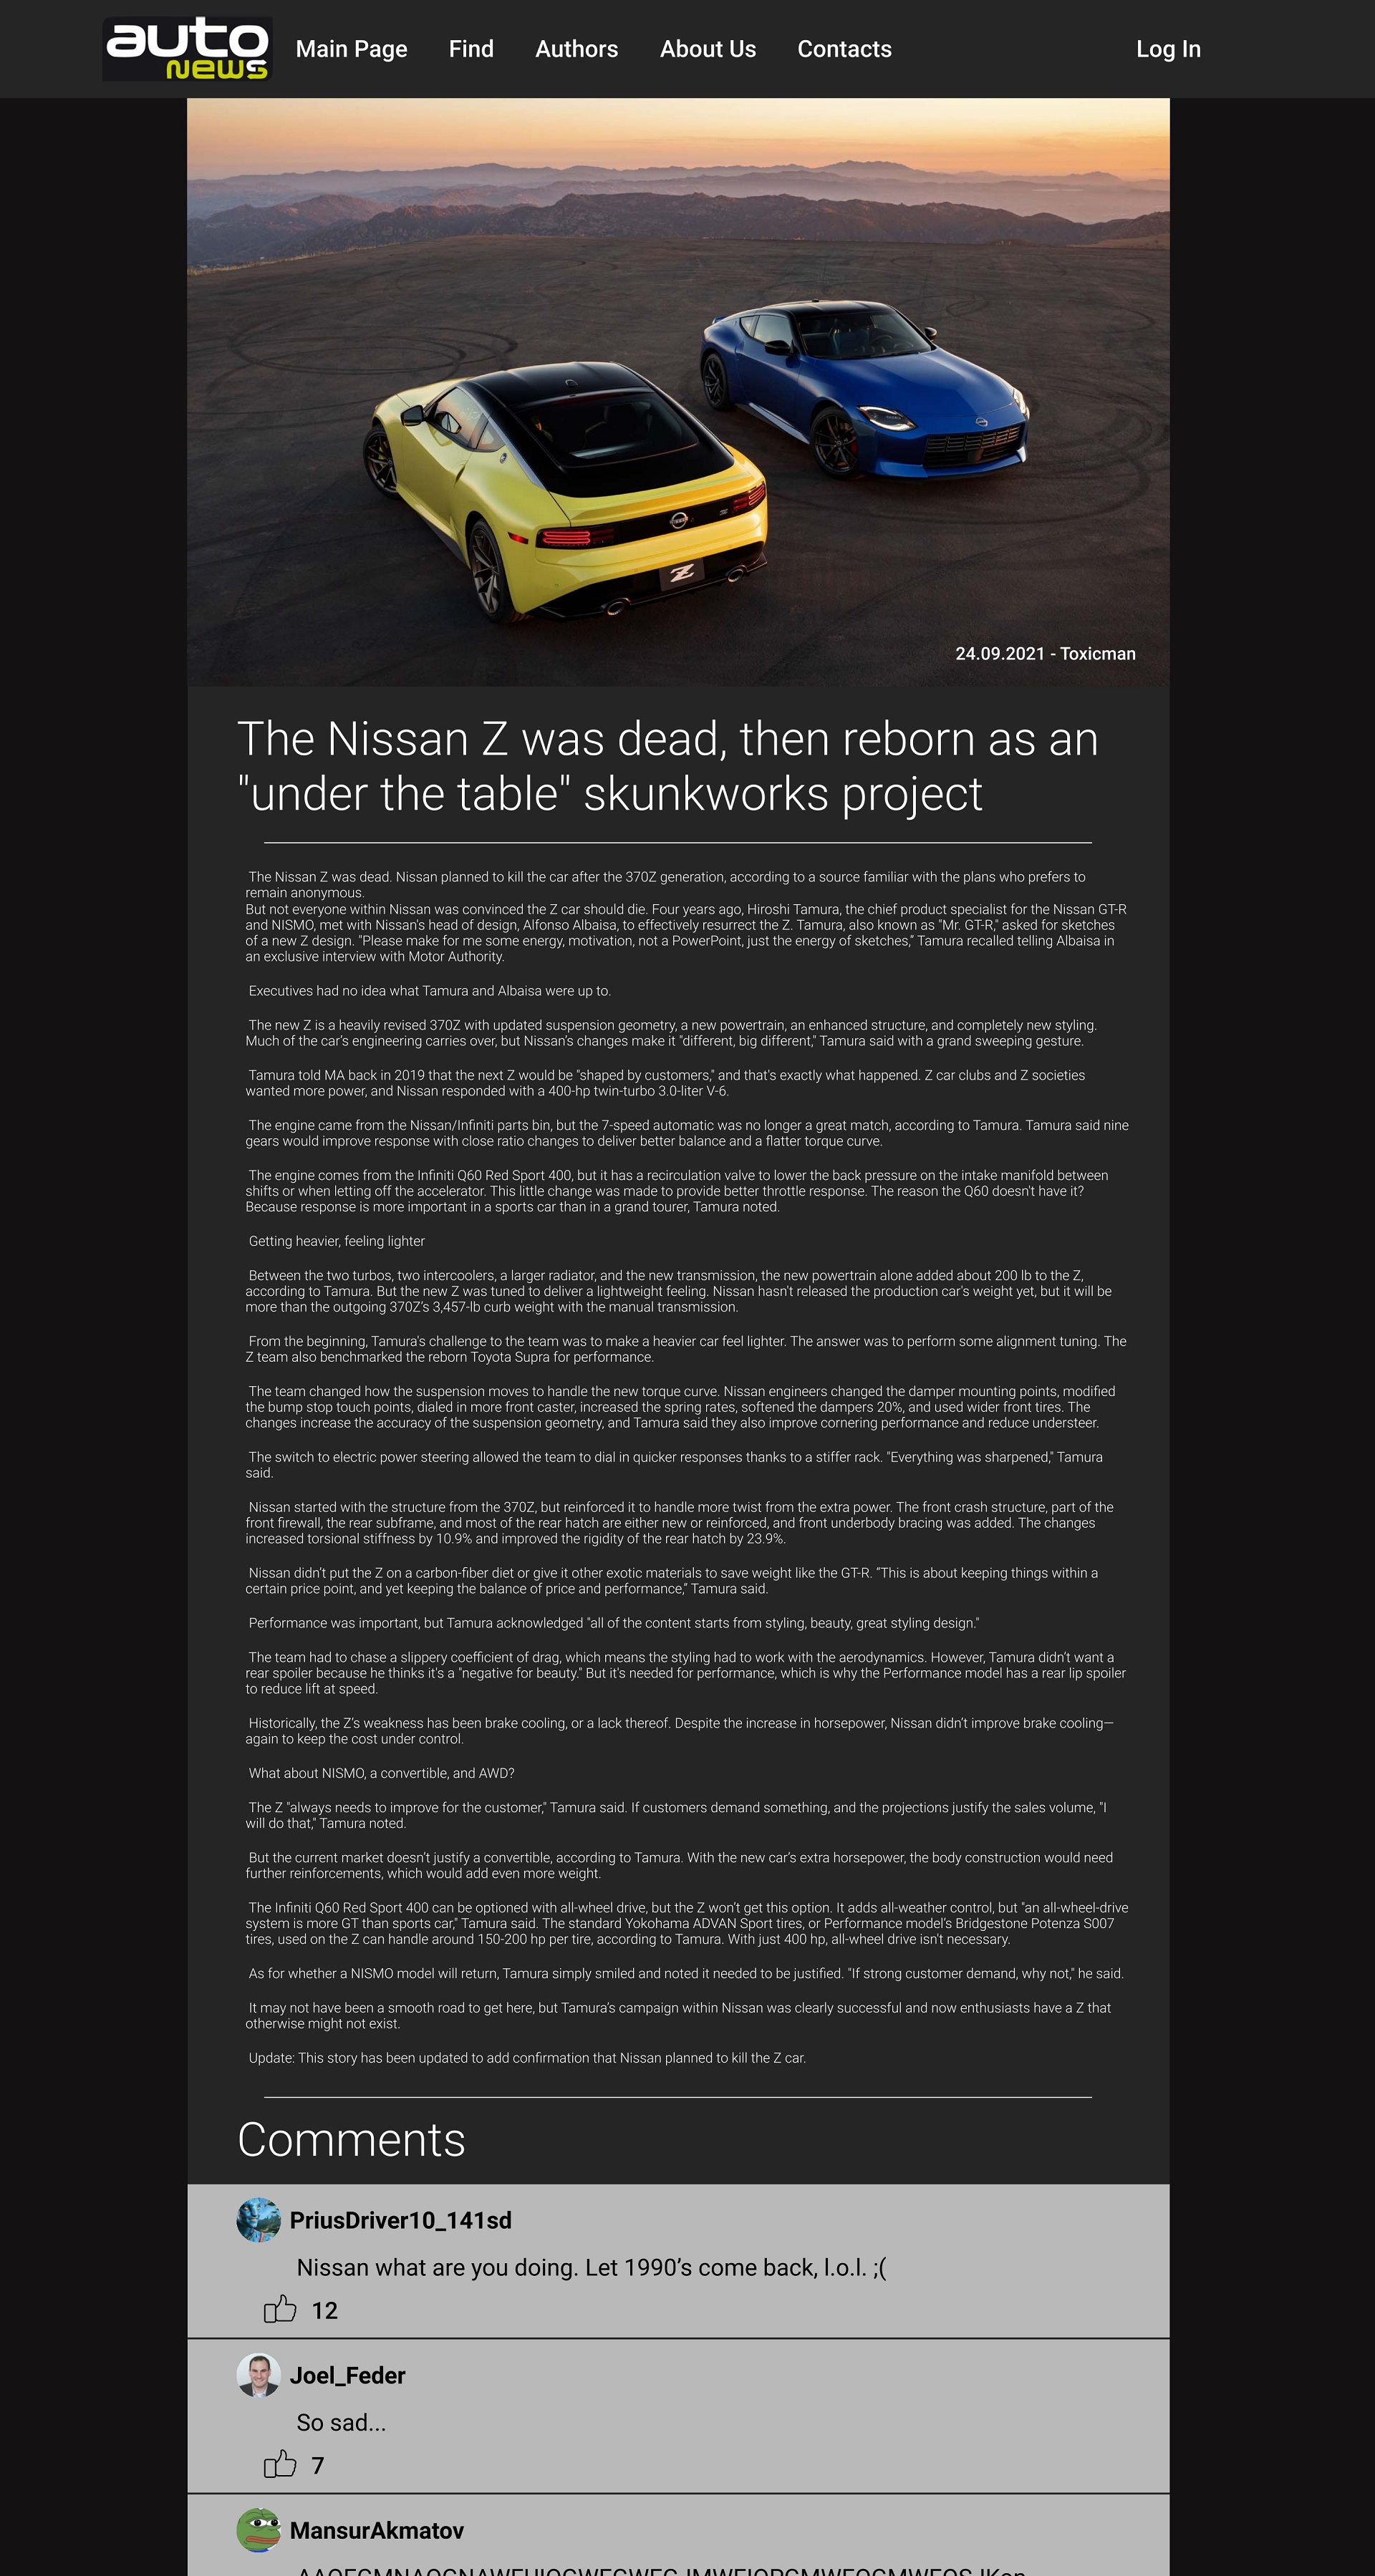 auto
news
Main Page Find Authors About Us Contacts Log In
Z
24.09.2021 - Toxicman
The Nissan Z was dead, then reborn as an
"under the table" skunkworks project
The Nissan Z was dead. Nissan planned to kill the car after the 370Z generation, according to a source familiar with the plans who prefers to
remain anonymous.
But not everyone within Nissan was convinced the Z car should die. Four years ago, Hiroshi Tamura, the chief product specialist for the Nissan GT-R
and NISMO, met with Nissan's head of design, Alfonso Albaisa, to effectively resurrect the Z. Tamura, also known as "Mr. GT-R," asked for sketches
of a new Z design. "Please make for me some energy, motivation, not a PowerPoint, just the energy of sketches,” Tamura recalled telling Albaisa in
an exclusive interview with Motor Authority.
Executives had no idea what Tamura and Albaisa were up to.
The new Z is a heavily revised 370Z with updated suspension geometry, a new powertrain, an enhanced structure, and completely new styling.
Much of the car’s engineering carries over, but Nissan’s changes make it "different, big different," Tamura said with a grand sweeping gesture.
Tamura told MA back in 2019 that the next Z would be "shaped by customers," and that's exactly what happened. Z car clubs and Z societies
wanted more power, and Nissan responded with a 400-hp twin-turbo 3.0-liter V-6.
The engine came from the Nissan/Infiniti parts bin, but the 7-speed automatic was no longer a great match, according to Tamura. Tamura said nine
gears would improve response with close ratio changes to deliver better balance and a flatter torque curve.
The engine comes from the Infiniti Q60 Red Sport 400, but it has a recirculation valve to lower the back pressure on the intake manifold between
shifts or when letting off the accelerator. This little change was made to provide better throttle response. The reason the Q60 doesn’t have it?
Because response is more important in a sports car than in a grand tourer, Tamura noted.
Getting heavier, feeling lighter
Between the two turbos, two intercoolers, a larger radiator, and the new transmission, the new powertrain alone added about 200 lb to the Z,
according to Tamura. But the new Z was tuned to deliver a lightweight feeling. Nissan hasn't released the production car's weight yet, but it will be
more than the outgoing 370Z’s 3,457-lb curb weight with the manual transmission.
From the beginning, Tamura's challenge to the team was to make a heavier car feel lighter. The answer was to perform some alignment tuning. The
Z team also benchmarked the reborn Toyota Supra for performance.
The team changed how the suspension moves to handle the new torque curve. Nissan engineers changed the damper mounting points, modified
the bump stop touch points, dialed in more front caster, increased the spring rates, softened the dampers 20%, and used wider front tires. The
changes increase the accuracy of the suspension geometry, and Tamura said they also improve cornering performance and reduce understeer.
The switch to electric power steering allowed the team to dial in quicker responses thanks to a stiffer rack. "Everything was sharpened," Tamura
said.
Nissan started with the structure from the 370Z, but reinforced it to handle more twist from the extra power. The front crash structure, part of the
front firewall, the rear subframe, and most of the rear hatch are either new or reinforced, and front underbody bracing was added. The changes
increased torsional stiffness by 10.9% and improved the rigidity of the rear hatch by 23.9%.
Nissan didn’t put the Z on a carbon-fiber diet or give it other exotic materials to save weight like the GT-R. “This is about keeping things within a
certain price point, and yet keeping the balance of price and performance,” Tamura said.
Performance was important, but Tamura acknowledged "all of the content starts from styling, beauty, great styling design."
The team had to chase a slippery coefficient of drag, which means the styling had to work with the aerodynamics. However, Tamura didn’t want a
rear spoiler because he thinks it's a "negative for beauty." But it's needed for performance, which is why the Performance model has a rear lip spoiler
to reduce lift at speed.
Historically, the Z’s weakness has been brake cooling, or a lack thereof. Despite the increase in horsepower, Nissan didn’t improve brake cooling—
again to keep the cost under control.
What about NISMO, a convertible, and AWD?
The Z "always needs to improve for the customer," Tamura said. If customers demand something, and the projections justify the sales volume, "I
will do that," Tamura noted.
But the current market doesn’t justify a convertible, according to Tamura. With the new car’s extra horsepower, the body construction would need
further reinforcements, which would add even more weight.
The Infiniti Q60 Red Sport 400 can be optioned with all-wheel drive, but the Z won’t get this option. It adds all-weather control, but "an all-wheel-drive
system is more GT than sports car," Tamura said. The standard Yokohama ADVAN Sport tires, or Performance model’s Bridgestone Potenza S007
tires, used on the Z can handle around 150-200 hp per tire, according to Tamura. With just 400 hp, all-wheel drive isn't necessary.
As for whether a NISMO model will return, Tamura simply smiled and noted it needed to be justified. "If strong customer demand, why not," he said.
It may not have been a smooth road to get here, but Tamura’s campaign within Nissan was clearly successful and now enthusiasts have a Z that
otherwise might not exist.
Update: This story has been updated to add confirmation that Nissan planned to kill the Z car.
Comments
PriusDriver10_141sd
Nissan what are you doing. Let 1990’s come back, l.o.l. ;(
12
Joel_Feder
So sad...
7
MansurAkmatov